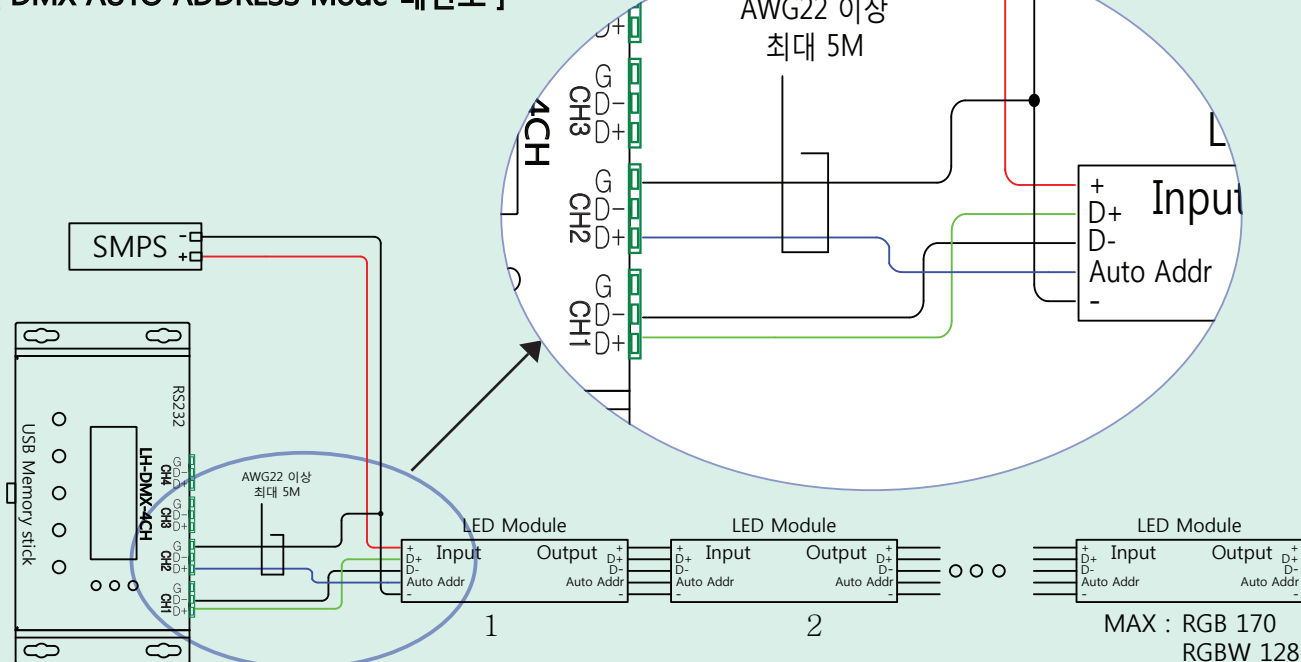 DMX AUTO ADDRESS Mode 배선도 ]
AWG22 이상
최대 5M
D+
G
D-
D+
CH3
4CH
G
D-
D+
CH2
G
D-
D+
CH1
L
+
D+
D-
Auto Addr
-
Input
SMPS
-
+
RS232
USB Memory stick
LH-DMX-4CH
G
D-
D+
CH4
G
D-
D+
CH3
G
D-
D+
CH2
G
D-
D+
CH1
AWG22 이상
최대 5M
LED Module
+
D+
D-
Auto Addr
-
Input
Output
+
D+
D-
Auto Addr
-
1
LED Module
+
D+
D-
Auto Addr
-
Input
Output
+
D+
D-
Auto Addr
-
2
LED Module
+
D+
D-
Auto Addr
-
Input
Output
+
D+
D-
Auto Addr
-
MAX : RGB 170
RGBW 128